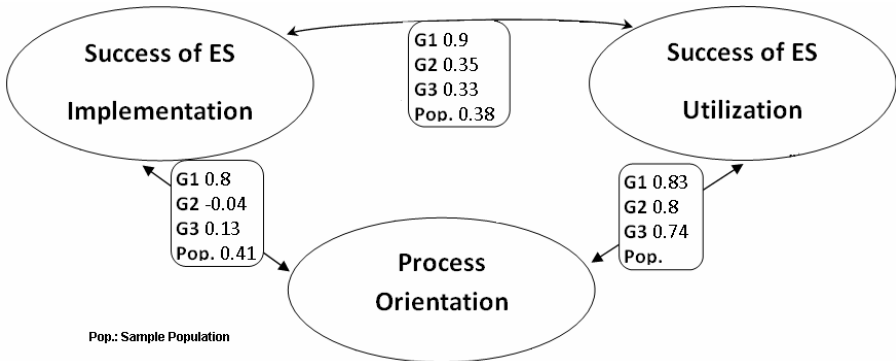 Success of ES
Implementation
G1 0.9
G2 0.35
G3 0.33
Pop. 0.38
Success of ES
Utilization
G1 0.8
G2 -0.04
G3 0.13
Pop. 0.41
G1 0.83
G2 0.8
G3 0.74
Pop.
Process
Orientation
Pop.: Sample Population